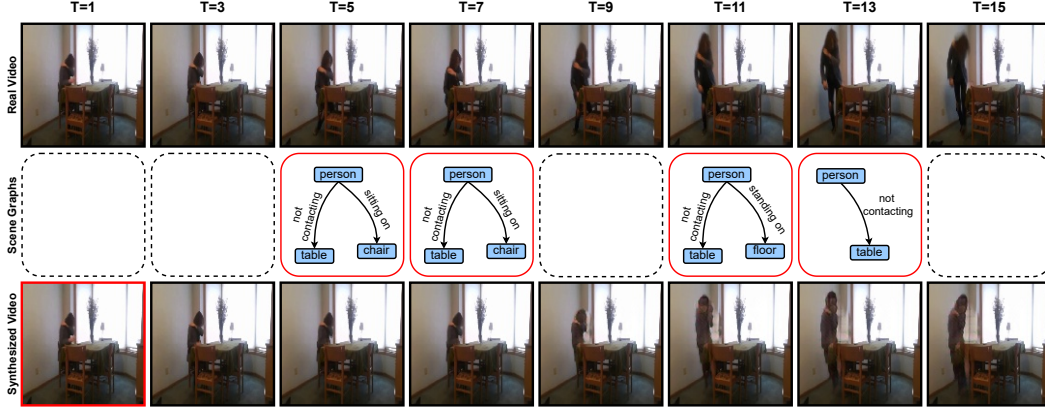 T=1 T=3 T=5 T=7 T=9 T=11 T=13 T=15
Real Video
Scene Graphs
person
not contacting
sitting on
table
chair
person
not contacting
sitting on
table
chair
person
not contacting
standing on
table
floor
person
not
contacting
table
Synthesized Video